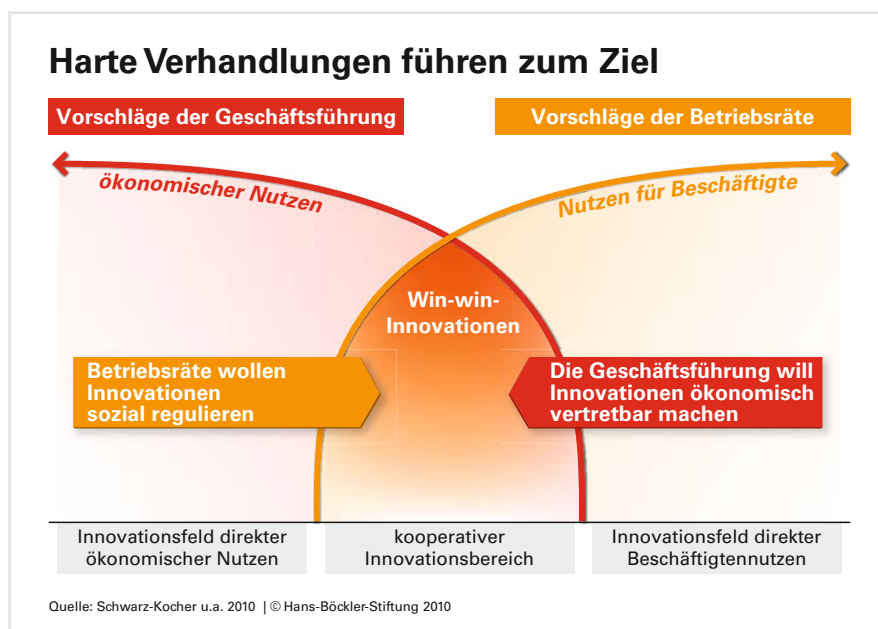 Harte Verhandlungen führen zum Ziel
Vorschläge der Geschäftsführung
Vorschläge der Betriebsräte
ökonomischer Nutzen
Nutzen für Beschäftigte
Win-win-
Innovationen
Betriebsräte wollen
Innovationen
sozial regulieren
Die Geschäftsführung will
Innovationen ökonomisch
vertretbar machen
Innovationsfeld direkter
ökonomischer Nutzen
kooperativer
Innovationsbereich
Innovationsfeld direkter
Beschäftigtennutzen
Quelle: Schwarz-Kocher u.a. 2010 | © Hans-Böckler-Stiftung 2010